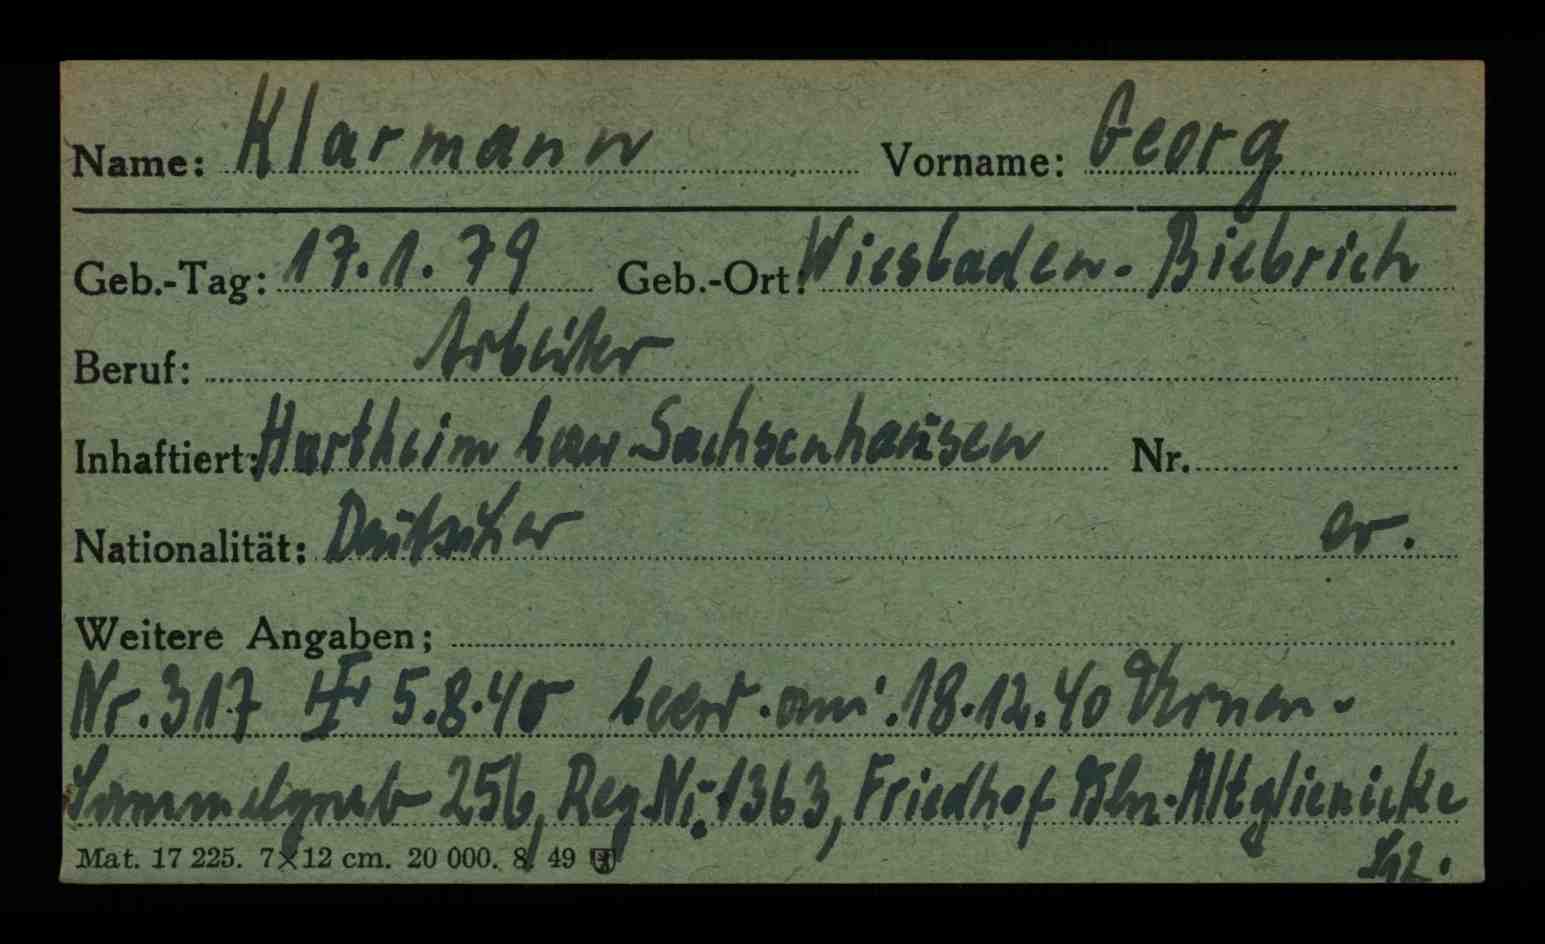 Name: Klarmann Vorname: Georg
Geb.-Tag: 17.1.79 Geb.-Ort: Wiesbaden-Biebrich
Beruf: Arbeiter
Inhaftiert: Hartheim bzw Sachsenhausen Nr.
Nationalität: Deutscher ev.
Weitere Angaben:
Nr. 317 5.8.40 beerd. am: 18.12.40 Urnen-
Sammelgrab 256, Reg.Nr. 1363, Friedhof Bln.-Altglienicke
Mat. 17 225. 7×12 cm. 20 000. 8. 49